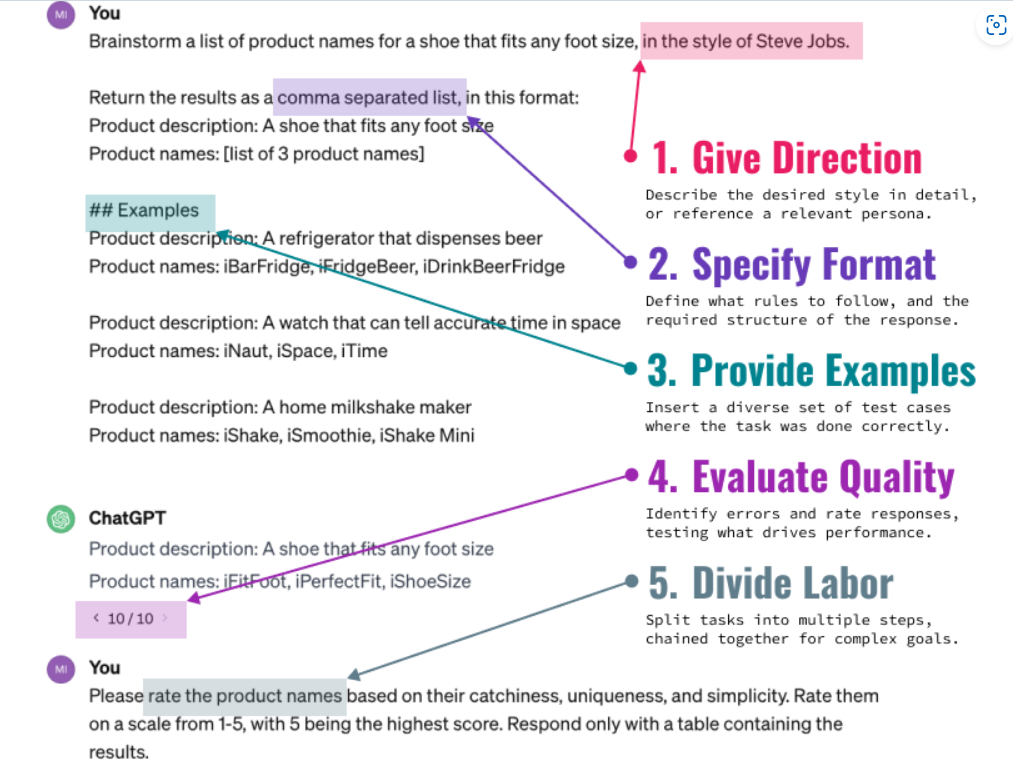 MI
You
Brainstorm a list of product names for a shoe that fits any foot size, in the style of Steve Jobs.
Return the results as a comma separated list, in this format:
Product description: A shoe that fits any foot size
Product names: [list of 3 product names]
## Examples
Product description: A refrigerator that dispenses beer
Product names: iBarFridge, iFridgeBeer, iDrinkBeerFridge
Product description: A watch that can tell accurate time in space
Product names: iNaut, iSpace, iTime
Product description: A home milkshake maker
Product names: iShake, iSmoothie, iShake Mini
ChatGPT
Product description: A shoe that fits any foot size
Product names: iFitFoot, iPerfectFit, iShoeSize
< 10 / 10 >
MI
You
Please rate the product names based on their catchiness, uniqueness, and simplicity. Rate them
on a scale from 1-5, with 5 being the highest score. Respond only with a table containing the
results.
1. Give Direction
Describe the desired style in detail,
or reference a relevant persona.
2. Specify Format
Define what rules to follow, and the
required structure of the response.
3. Provide Examples
Insert a diverse set of test cases
where the task was done correctly.
4. Evaluate Quality
Identify errors and rate responses,
testing what drives performance.
5. Divide Labor
Split tasks into multiple steps,
chained together for complex goals.